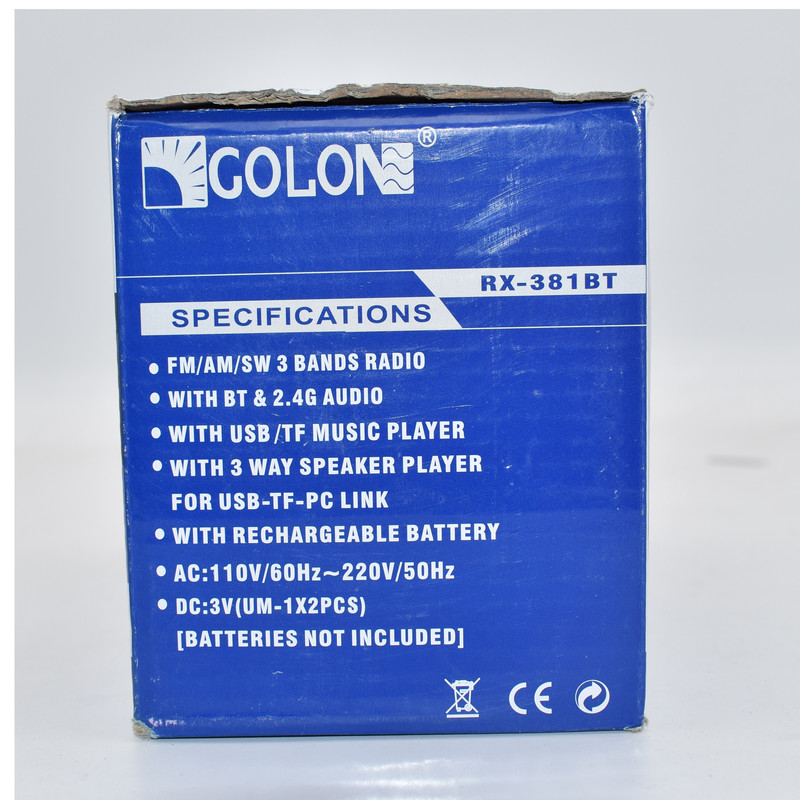 GOLON®
RX-381BT
SPECIFICATIONS
• FM/AM/SW 3 BANDS RADIO
• WITH BT & 2.4G AUDIO
• WITH USB/TF MUSIC PLAYER
• WITH 3 WAY SPEAKER PLAYER
FOR USB-TF-PC LINK
• WITH RECHARGEABLE BATTERY
• AC:110V/60Hz~220V/50Hz
• DC:3V(UM-1X2PCS)
[BATTERIES NOT INCLUDED]
CE